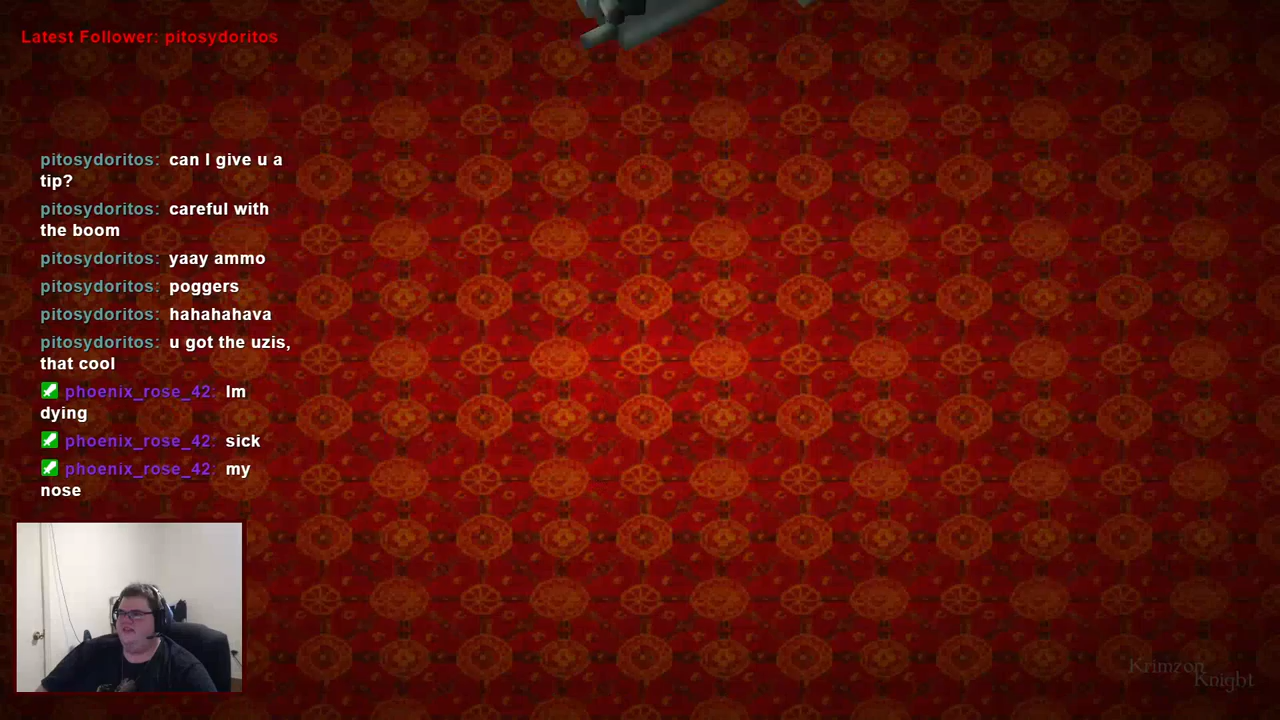 Latest Follower: pitosydoritos
pitosydoritos: can I give u a
tip?
pitosydoritos: careful with
the boom
pitosydoritos: yaay ammo
pitosydoritos: poggers
pitosydoritos: hahahahava
pitosydoritos: u got the uzis,
that cool
phoenix_rose_42: Im
dying
phoenix_rose_42: sick
phoenix_rose_42: my
nose
Krimzon
Knight